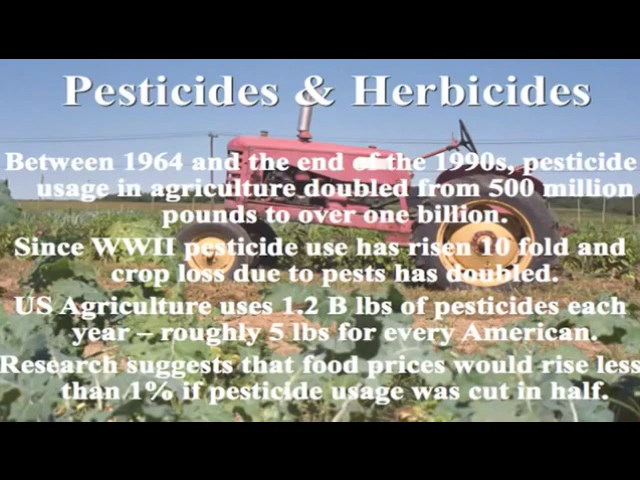 Pesticides & Herbicides
Between 1964 and the end of the 1990s, pesticide
usage in agriculture doubled from 500 million
pounds to over one billion.
Since WWII pesticide use has risen 10 fold and
crop loss due to pests has doubled.
US Agriculture uses 1.2 B lbs of pesticides each
year – roughly 5 lbs for every American.
Research suggests that food prices would rise less
than 1% if pesticide usage was cut in half.